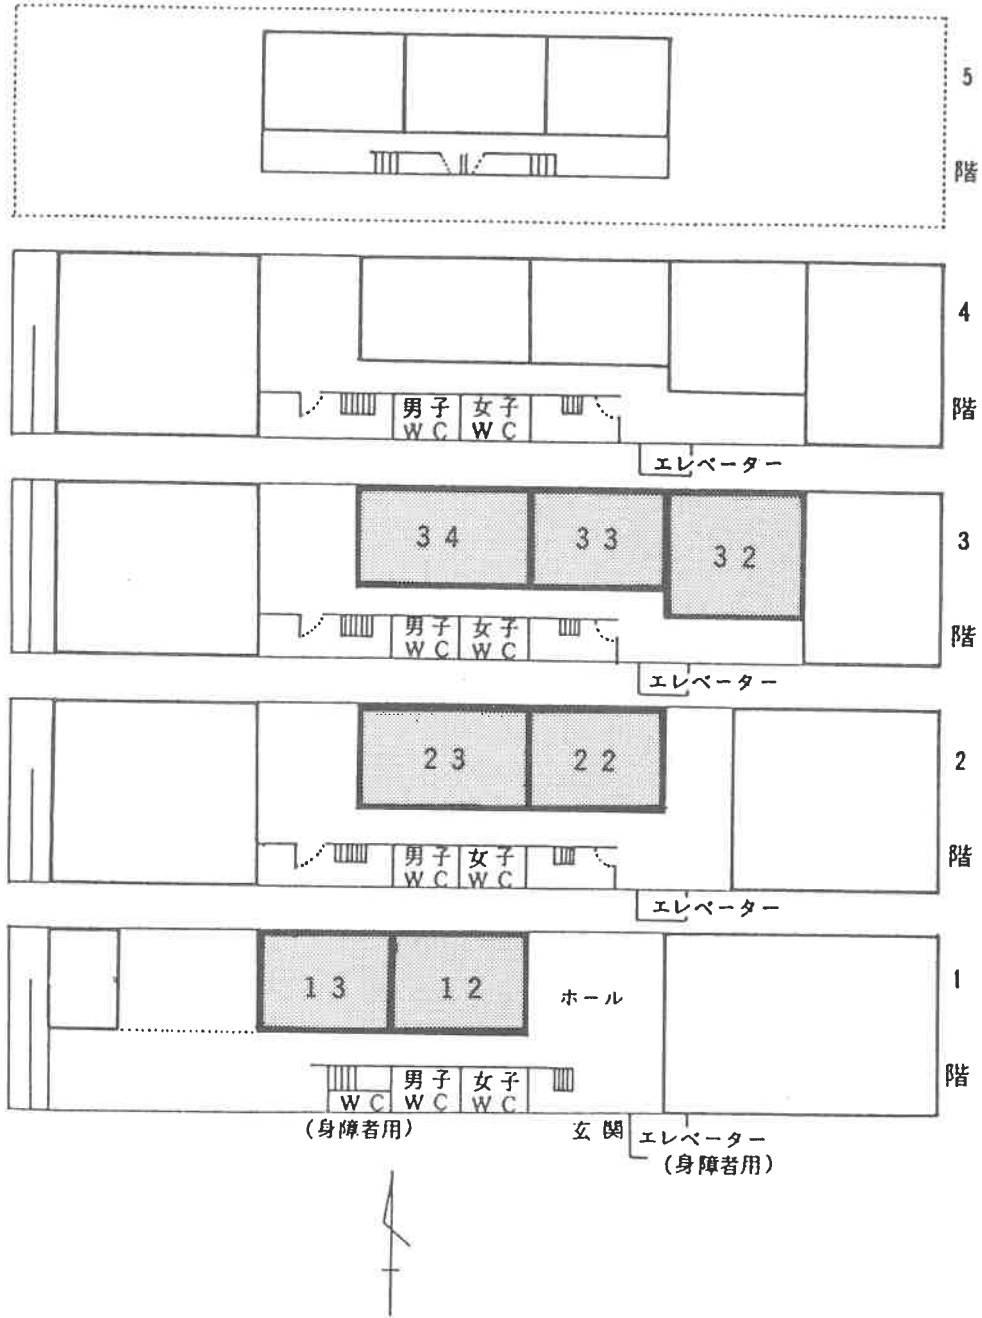 5
階
4
階
男子 女子
WC WC
エレベーター
34 33 32
3
階
男子 女子
WC WC
エレベーター
23 22
2
階
男子 女子
WC WC
エレベーター
13 12 ホール
1
階
男子 女子
WC WC WC
(身障者用) 玄関 エレベーター
(身障者用)